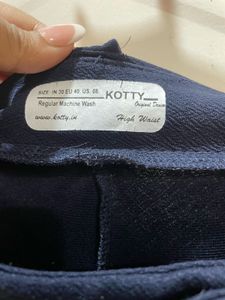 SIZE: IN 30 EU 40, US, 08, KOTTY
Original Denim
Regular Machine Wash
www.kotty.in High Waist